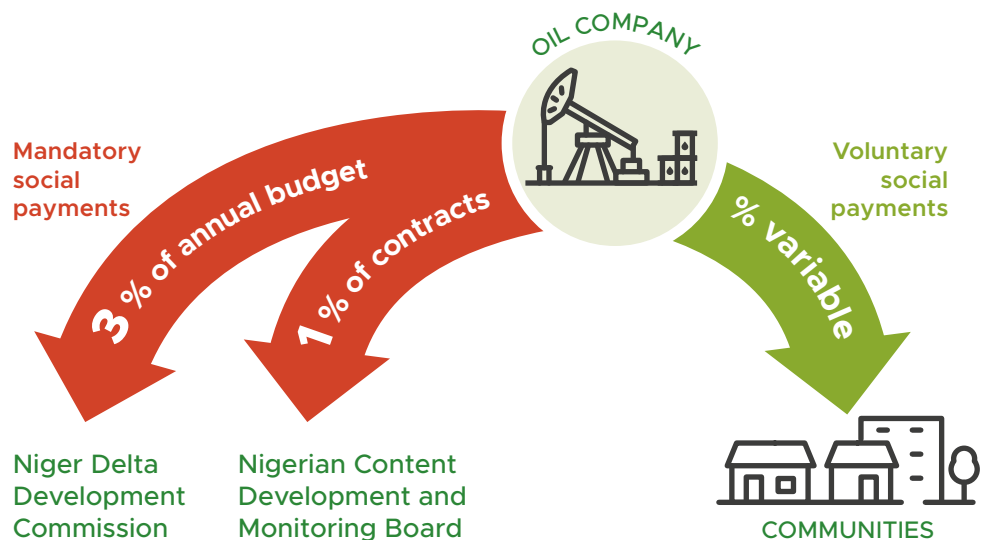 OIL COMPANY
Mandatory
social
payments
3 % of annual budget
1 % of contracts
Voluntary
social
payments
% variable
Niger Delta
Development
Commission
Nigerian Content
Development and
Monitoring Board
COMMUNITIES